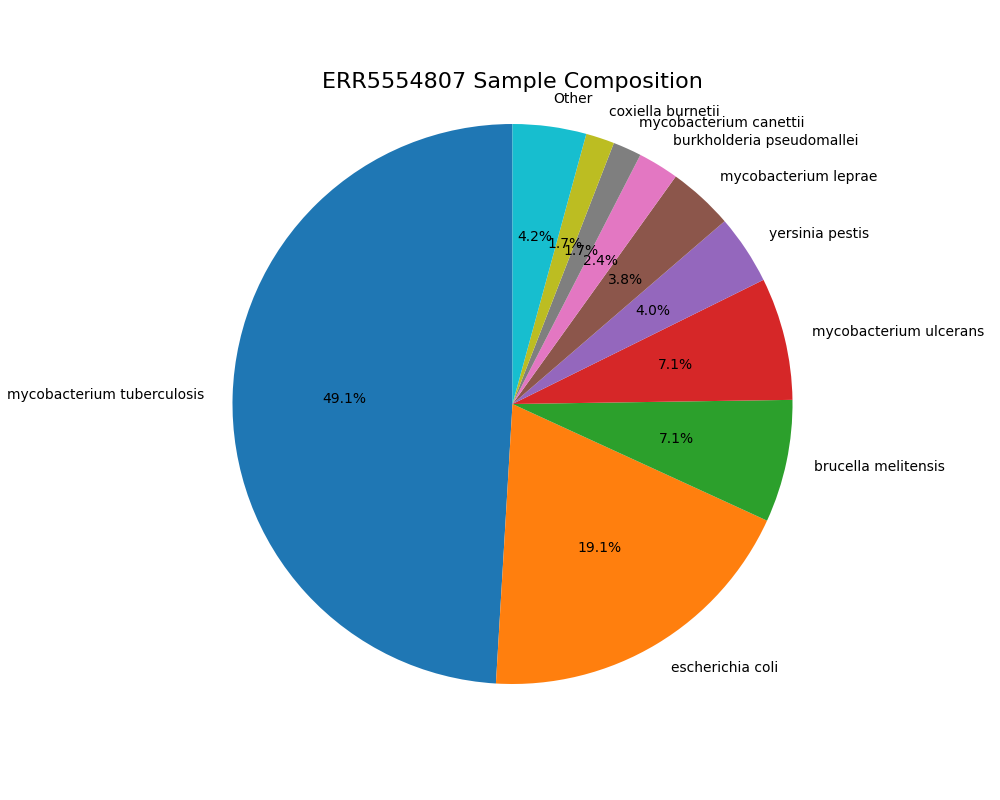 ERR5554807 Sample Composition
Other
coxiella burnetii
mycobacterium canettii
burkholderia pseudomallei
mycobacterium leprae
yersinia pestis
mycobacterium ulcerans
brucella melitensis
escherichia coli
mycobacterium tuberculosis
4.2%
1.7%
1.7%
2.4%
3.8%
4.0%
7.1%
7.1%
19.1%
49.1%